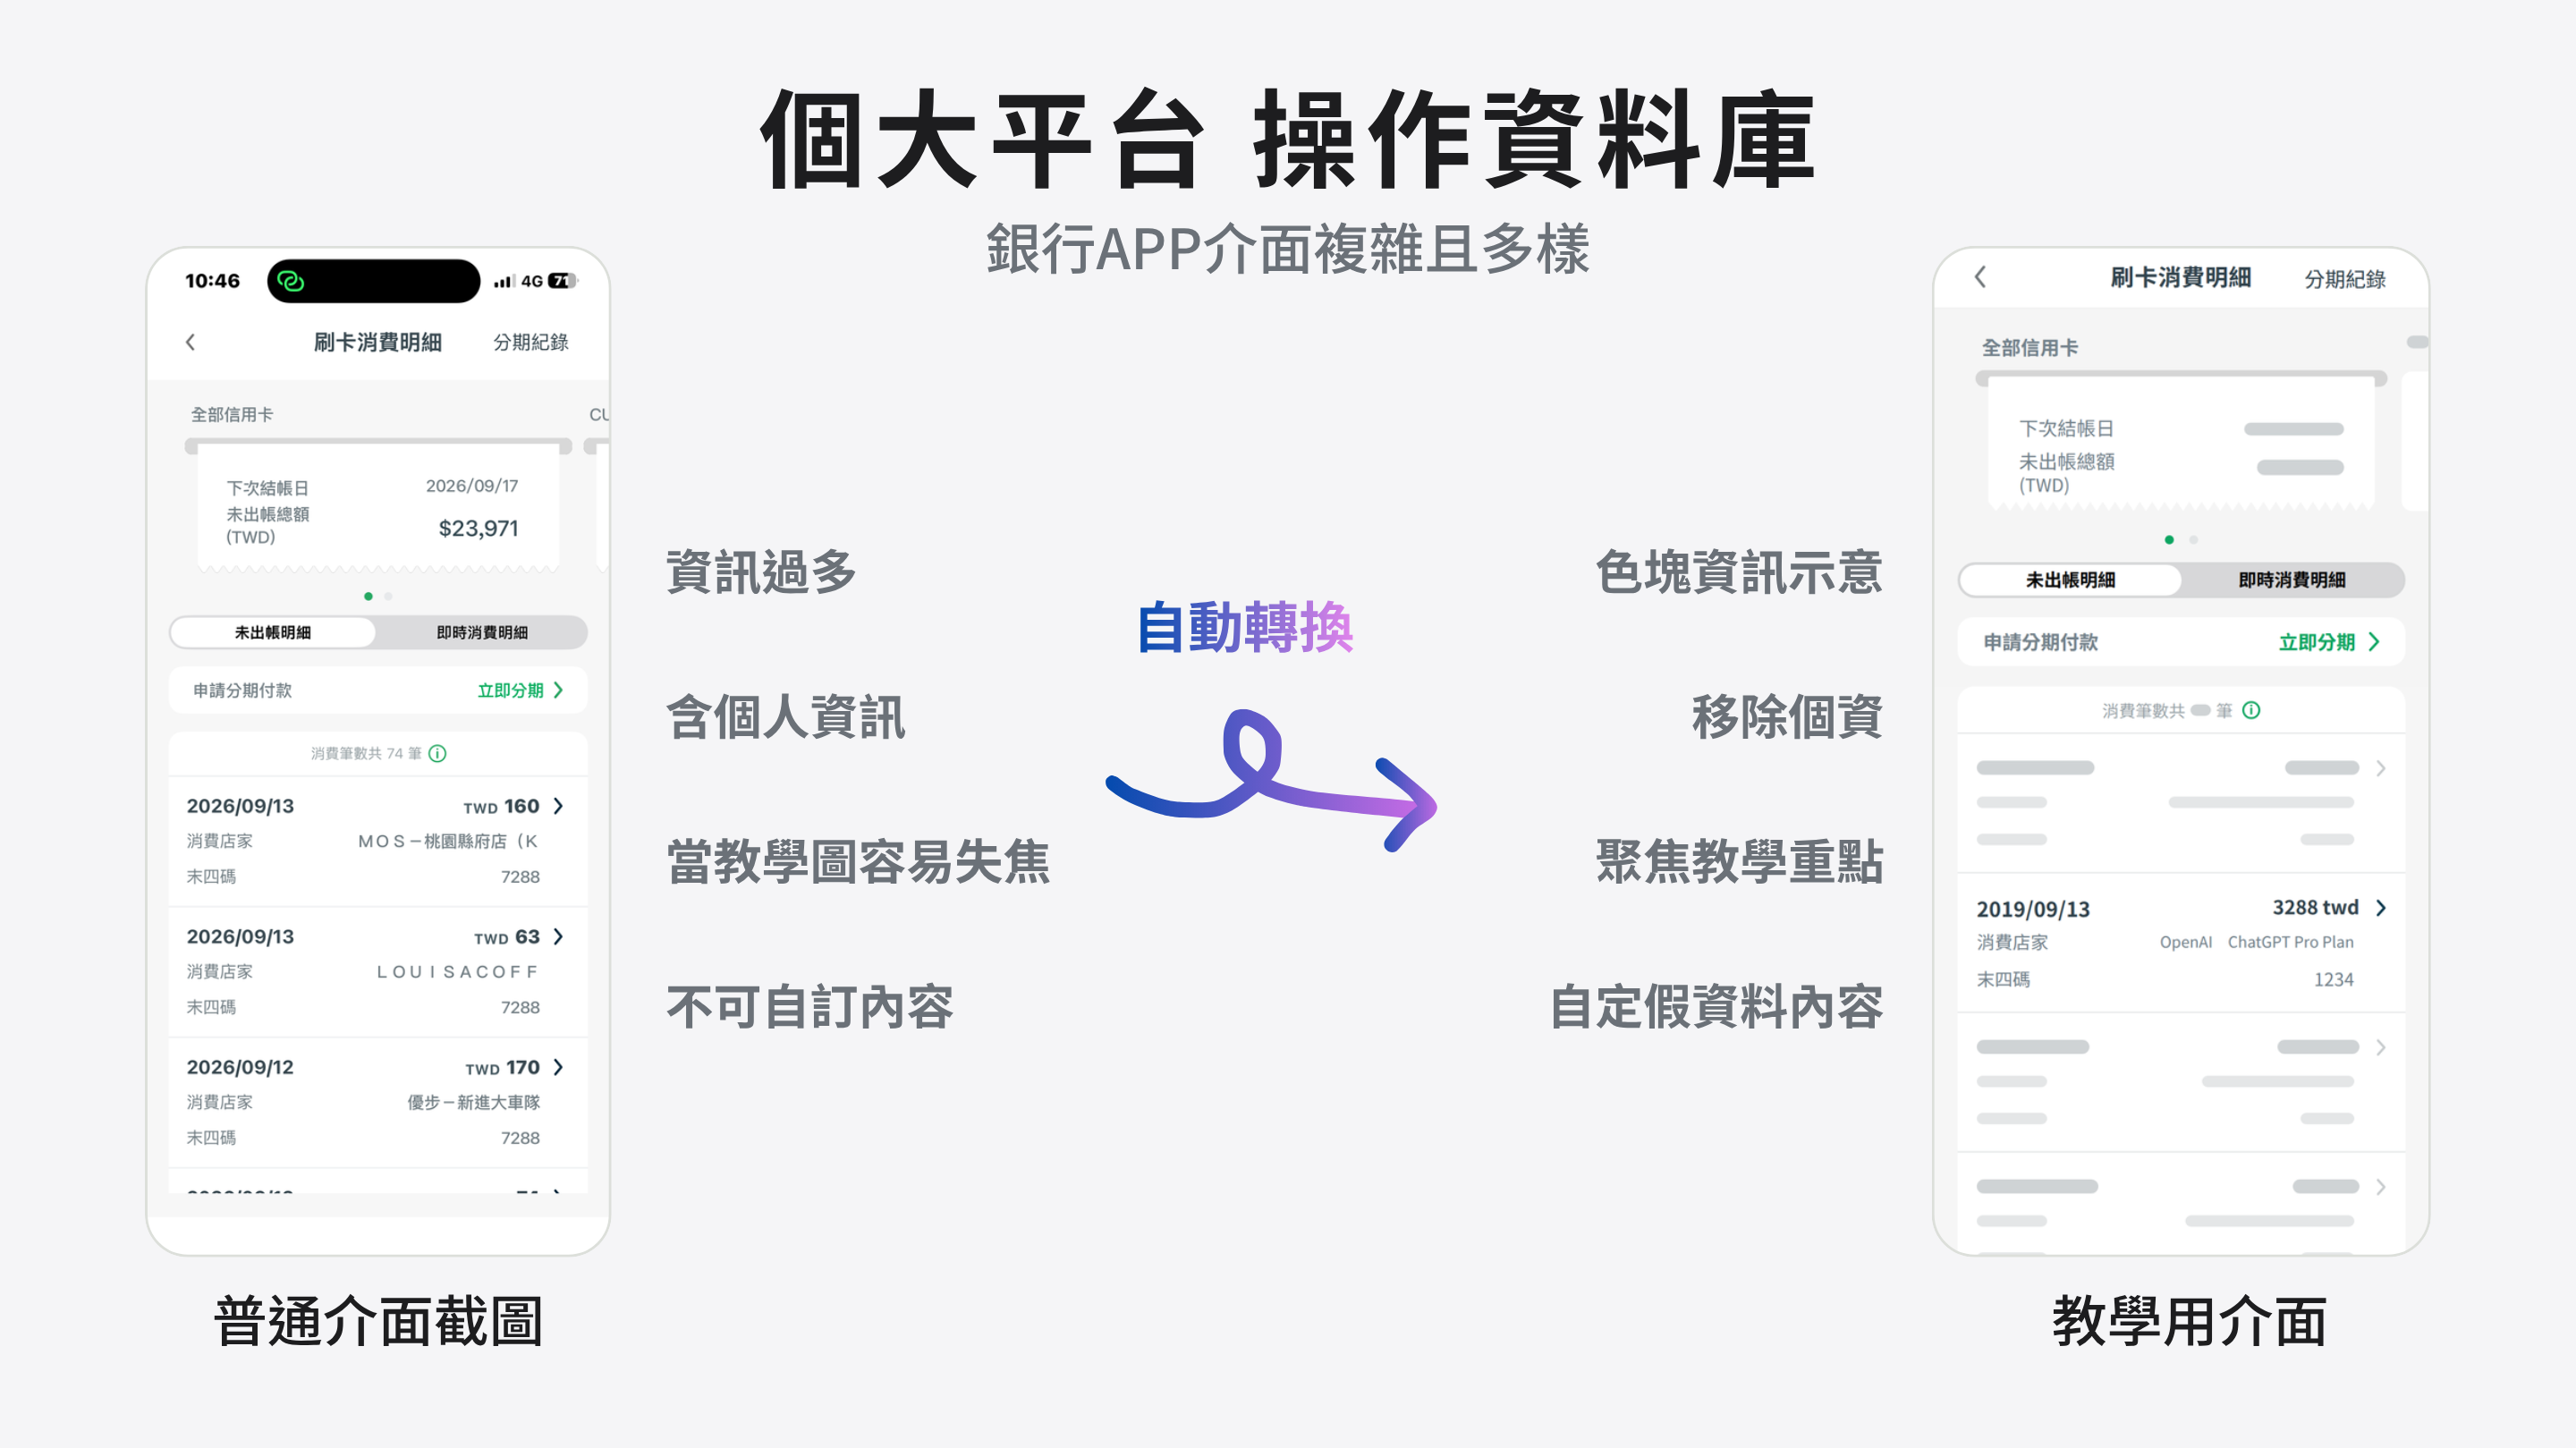 個大平台 操作資料庫
銀行APP介面複雜且多樣
10:46
4G 71
刷卡消費明細
分期紀錄
全部信用卡
CU
下次結帳日
2026/09/17
未出帳總額
(TWD)
$23,971
未出帳明細
即時消費明細
申請分期付款
立即分期
消費筆數共 74 筆
2026/09/13
TWD 160
消費店家
ＭＯＳ－桃園縣府店（Ｋ
末四碼
7288
2026/09/13
TWD 63
消費店家
ＬＯＵＩＳＡＣＯＦＦ
末四碼
7288
2026/09/12
TWD 170
消費店家
優步－新進大車隊
末四碼
7288
普通介面截圖
資訊過多
含個人資訊
當教學圖容易失焦
不可自訂內容
自動轉換
色塊資訊示意
移除個資
聚焦教學重點
自定假資料內容
刷卡消費明細
分期紀錄
全部信用卡
下次結帳日
未出帳總額
(TWD)
未出帳明細
即時消費明細
申請分期付款
立即分期
消費筆數共 筆
2019/09/13
3288 twd
消費店家
OpenAI ChatGPT Pro Plan
末四碼
1234
教學用介面